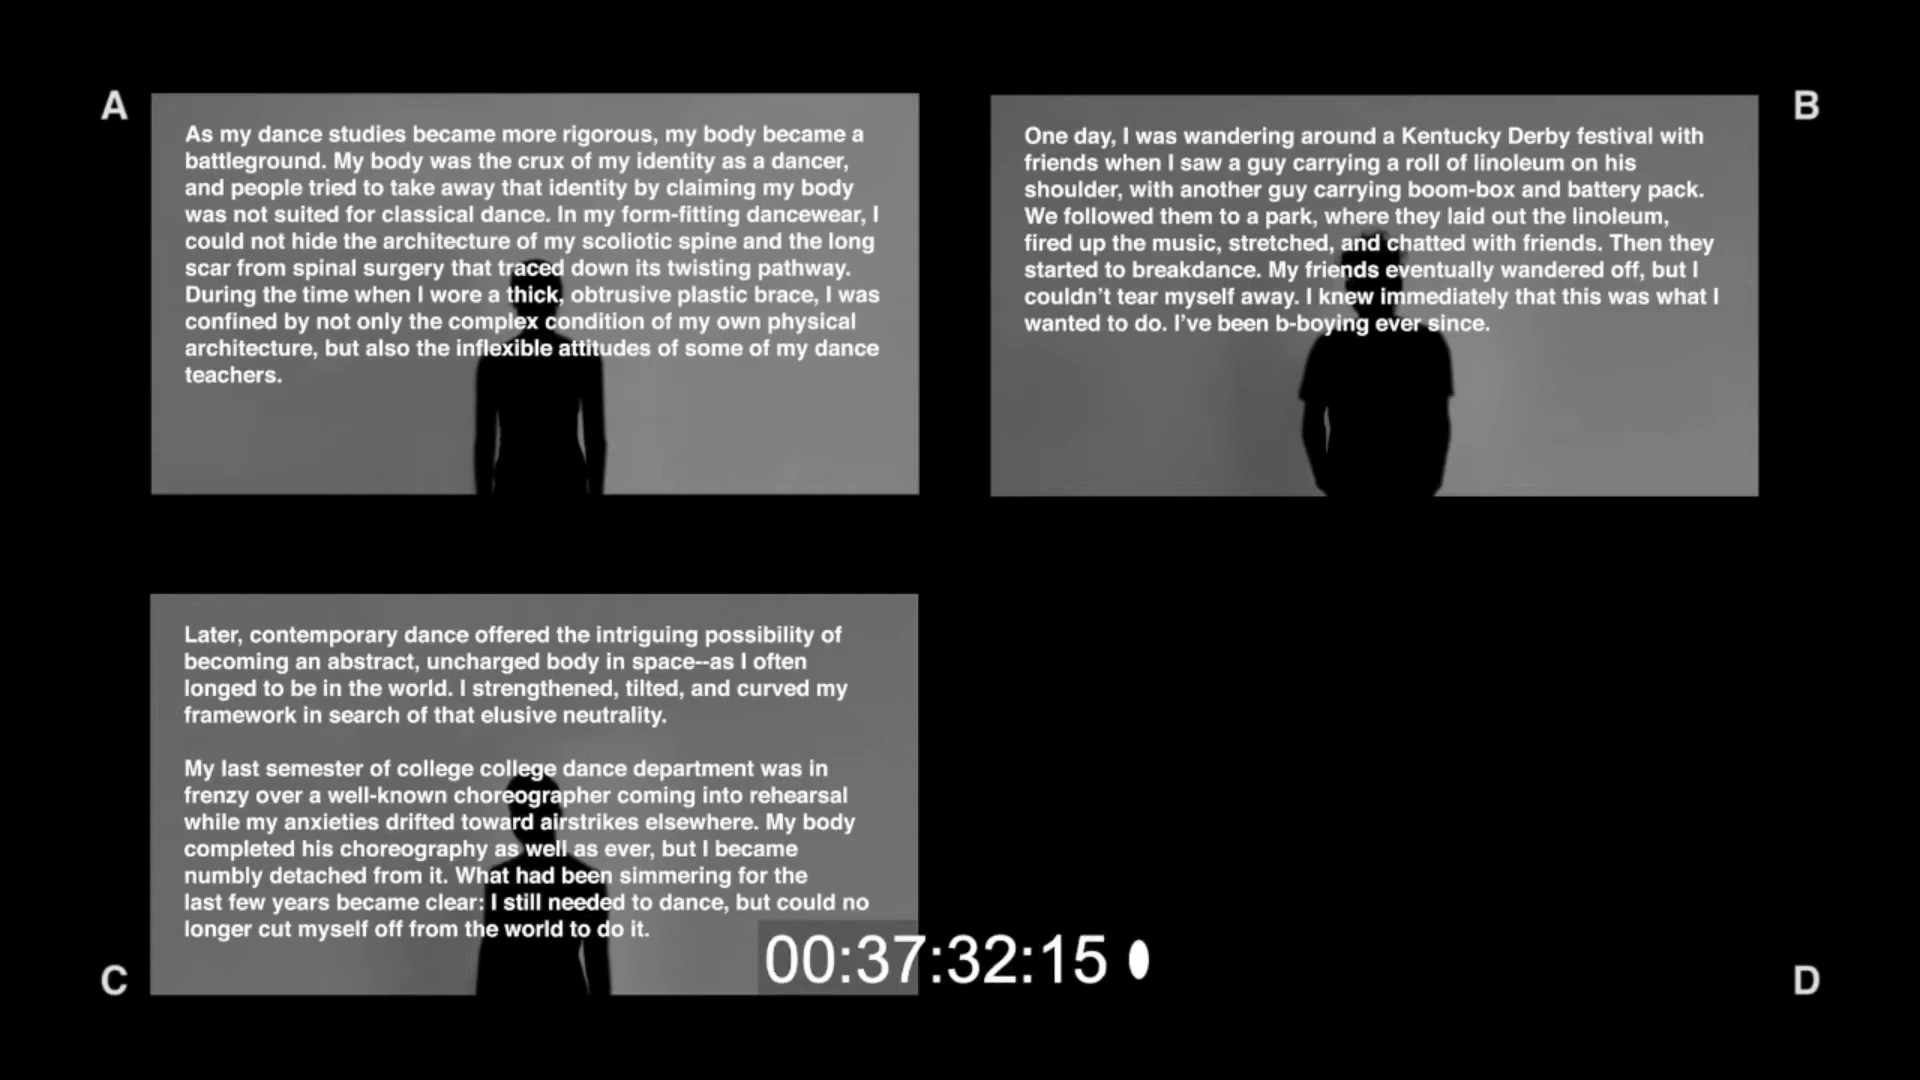 A
As my dance studies became more rigorous, my body became a
battleground. My body was the crux of my identity as a dancer,
and people tried to take away that identity by claiming my body
was not suited for classical dance. In my form-fitting dancewear, I
could not hide the architecture of my scoliotic spine and the long
scar from spinal surgery that traced down its twisting pathway.
During the time when I wore a thick, obtrusive plastic brace, I was
confined by not only the complex condition of my own physical
architecture, but also the inflexible attitudes of some of my dance
teachers.
B
One day, I was wandering around a Kentucky Derby festival with
friends when I saw a guy carrying a roll of linoleum on his
shoulder, with another guy carrying boom-box and battery pack.
We followed them to a park, where they laid out the linoleum,
fired up the music, stretched, and chatted with friends. Then they
started to breakdance. My friends eventually wandered off, but I
couldn’t tear myself away. I knew immediately that this was what I
wanted to do. I’ve been b-boying ever since.
Later, contemporary dance offered the intriguing possibility of
becoming an abstract, uncharged body in space--as I often
longed to be in the world. I strengthened, tilted, and curved my
framework in search of that elusive neutrality.
My last semester of college college dance department was in
frenzy over a well-known choreographer coming into rehearsal
while my anxieties drifted toward airstrikes elsewhere. My body
completed his choreography as well as ever, but I became
numbly detached from it. What had been simmering for the
last few years became clear: I still needed to dance, but could no
longer cut myself off from the world to do it.
C
00:37:32:15
D